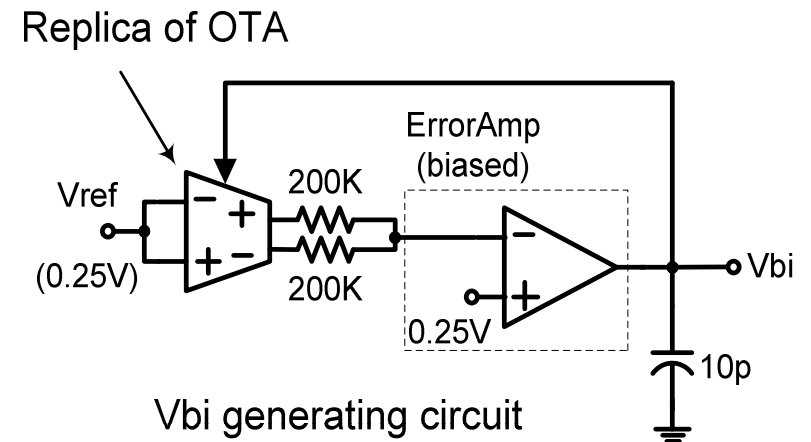 Replica of OTA
ErrorAmp
(biased)
Vref
(0.25V)
200K
200K
− +
+ −
−
+
0.25V
Vbi
10p
Vbi generating circuit